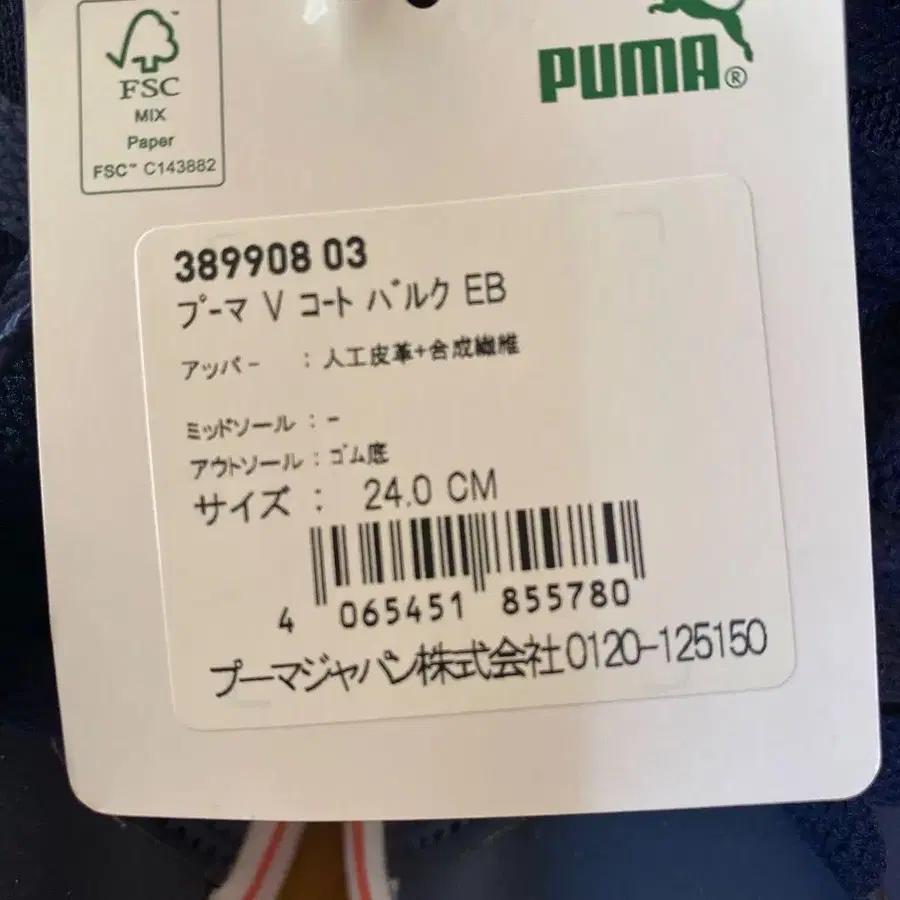 FSC
MIX
Paper
FSC™ C143882
PUMA®
389908 03
プーマ V コート バルク EB
アッパー : 人工皮革+合成繊維
ミッドソール : -
アウトソール : ゴム底
サイズ : 24.0 CM
4 065451 855780
プーマジャパン株式会社0120-125150